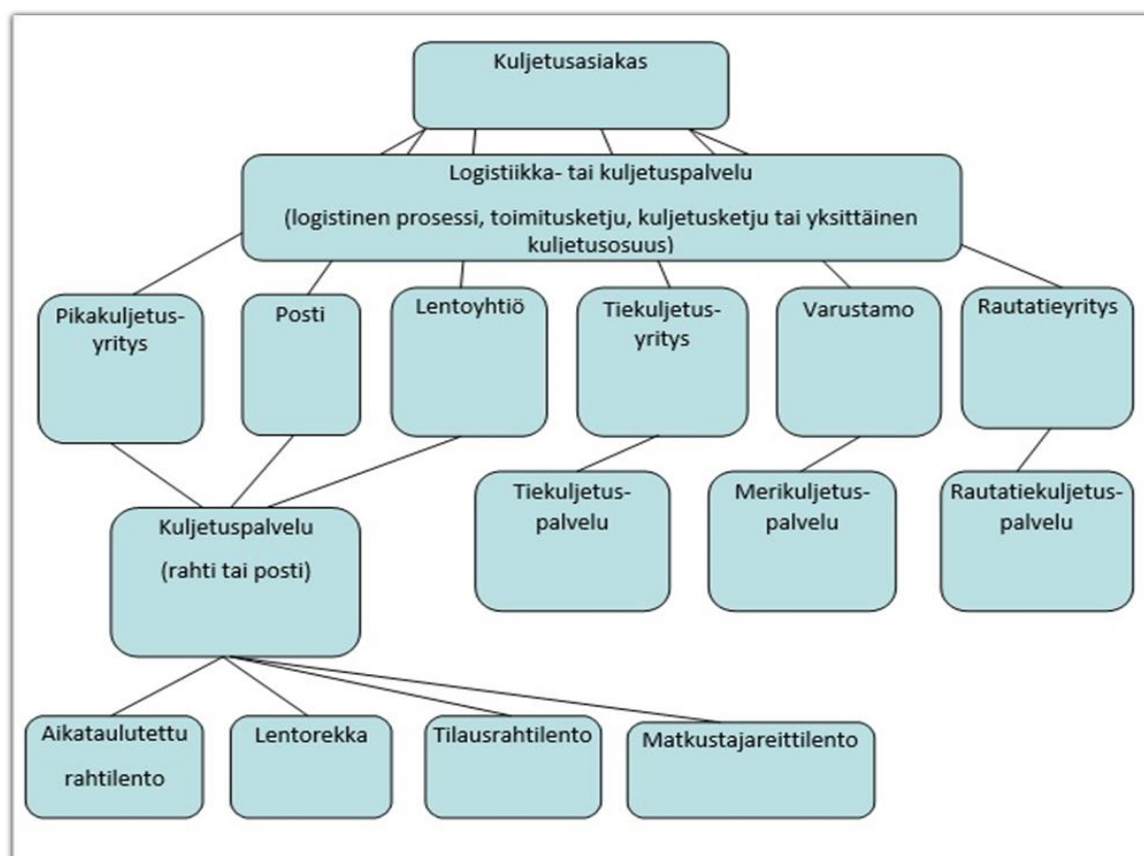 Kuljetusasiakas
Logistiikka- tai kuljetuspalvelu
(logistinen prosessi, toimitusketju, kuljetusketju tai yksittäinen
kuljetusosuus)
Pikakuljetus-
yritys
Posti
Lentoyhtiö
Tiekuljetus-
yritys
Varustamo
Rautatieyritys
Kuljetuspalvelu
(rahti tai posti)
Tiekuljetus-
palvelu
Merikuljetus-
palvelu
Rautatiekuljetus-
palvelu
Aikataulutettu
rahtilento
Lentorekka
Tilausrahtilento
Matkustajareittilento